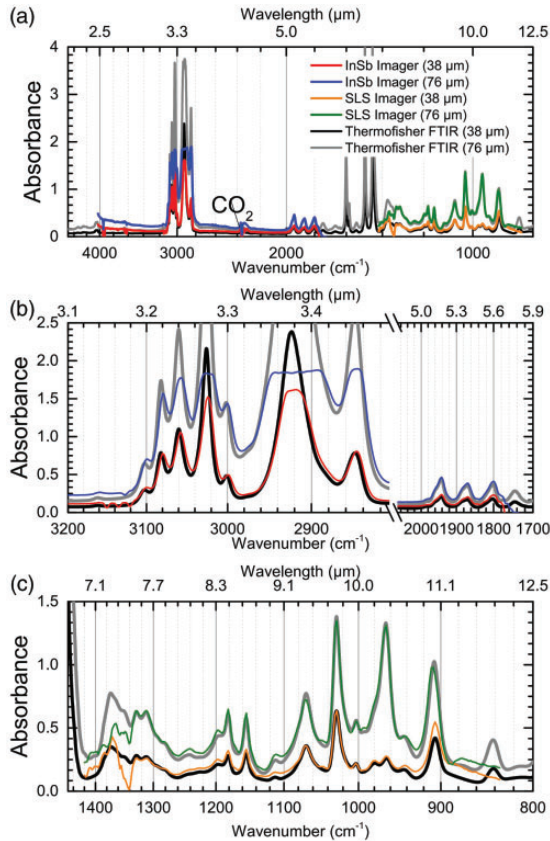 (a)
Wavelength (μm)
2.5 3.3 5.0 10.0 12.5
4
3
2
1
0
Absorbance
InSb Imager (38 μm)
InSb Imager (76 μm)
SLS Imager (38 μm)
SLS Imager (76 μm)
Thermofisher FTIR (38 μm)
Thermofisher FTIR (76 μm)
CO2
4000 3000 2000 1000
Wavenumber (cm⁻¹)
(b)
Wavelength (μm)
3.1 3.2 3.3 3.4 5.0 5.3 5.6 5.9
2.5
2.0
1.5
1.0
0.5
0.0
Absorbance
3200 3100 3000 2900 2000 1900 1800 1700
Wavenumber (cm⁻¹)
(c)
Wavelength (μm)
7.1 7.7 8.3 9.1 10.0 11.1 12.5
1.5
1.0
0.5
0.0
Absorbance
1400 1300 1200 1100 1000 900 800
Wavenumber (cm⁻¹)